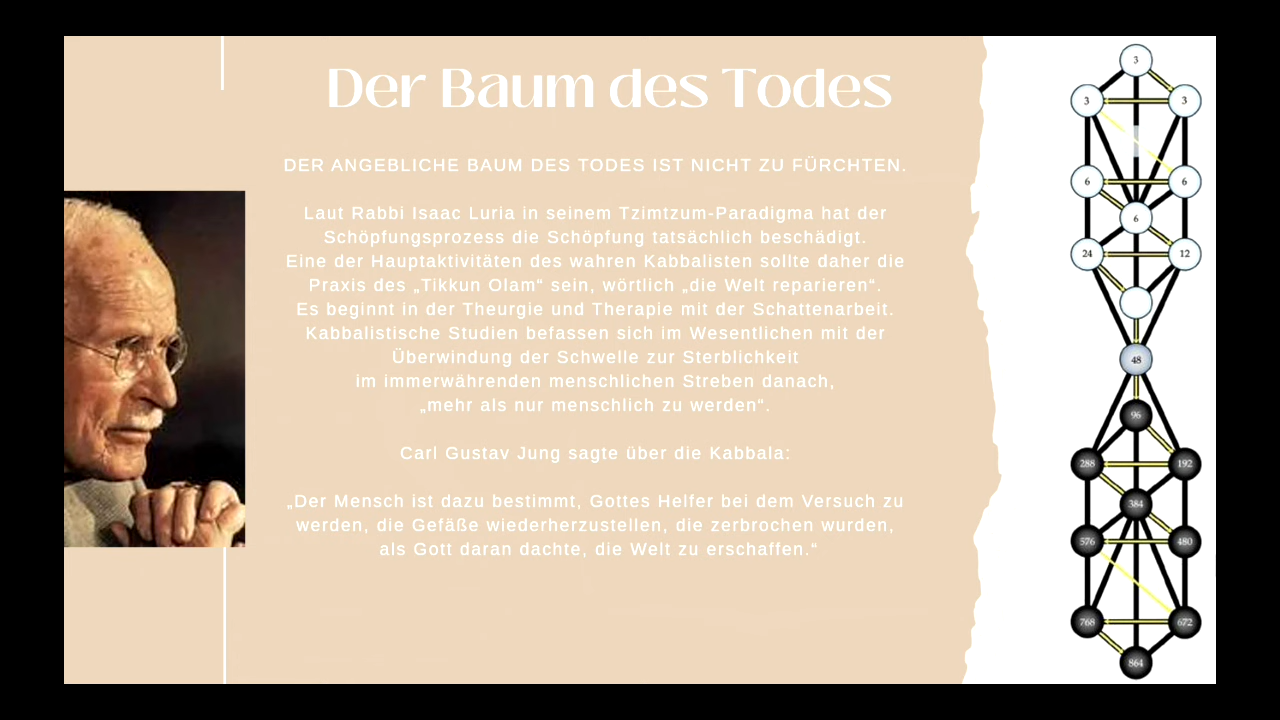 Der Baum des Todes
DER ANGEBLICHE BAUM DES TODES IST NICHT ZU FÜRCHTEN.
Laut Rabbi Isaac Luria in seinem Tzimtzum-Paradigma hat der
Schöpfungsprozess die Schöpfung tatsächlich beschädigt.
Eine der Hauptaktivitäten des wahren Kabbalisten sollte daher die
Praxis des „Tikkun Olam“ sein, wörtlich „die Welt reparieren“.
Es beginnt in der Theurgie und Therapie mit der Schattenarbeit.
Kabbalistische Studien befassen sich im Wesentlichen mit der
Überwindung der Schwelle zur Sterblichkeit
im immerwährenden menschlichen Streben danach,
„mehr als nur menschlich zu werden“.
Carl Gustav Jung sagte über die Kabbala:
„Der Mensch ist dazu bestimmt, Gottes Helfer bei dem Versuch zu
werden, die Gefäße wiederherzustellen, die zerbrochen wurden,
als Gott daran dachte, die Welt zu erschaffen.“
3
3 3
6 6
6
24 12
48
96
288 192
384
576 480
768 672
864